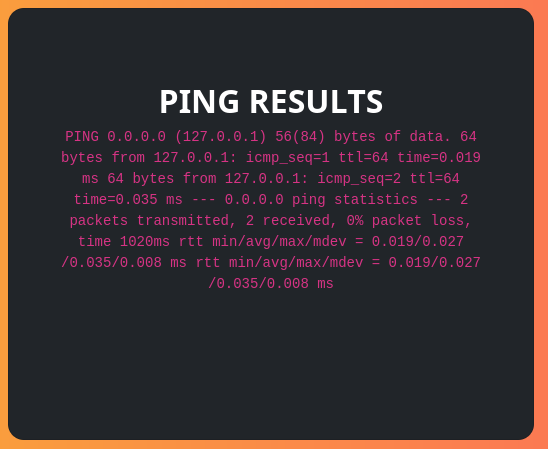 PING RESULTS
PING 0.0.0.0 (127.0.0.1) 56(84) bytes of data. 64
bytes from 127.0.0.1: icmp_seq=1 ttl=64 time=0.019
ms 64 bytes from 127.0.0.1: icmp_seq=2 ttl=64
time=0.035 ms --- 0.0.0.0 ping statistics --- 2
packets transmitted, 2 received, 0% packet loss,
time 1020ms rtt min/avg/max/mdev = 0.019/0.027
/0.035/0.008 ms rtt min/avg/max/mdev = 0.019/0.027
/0.035/0.008 ms